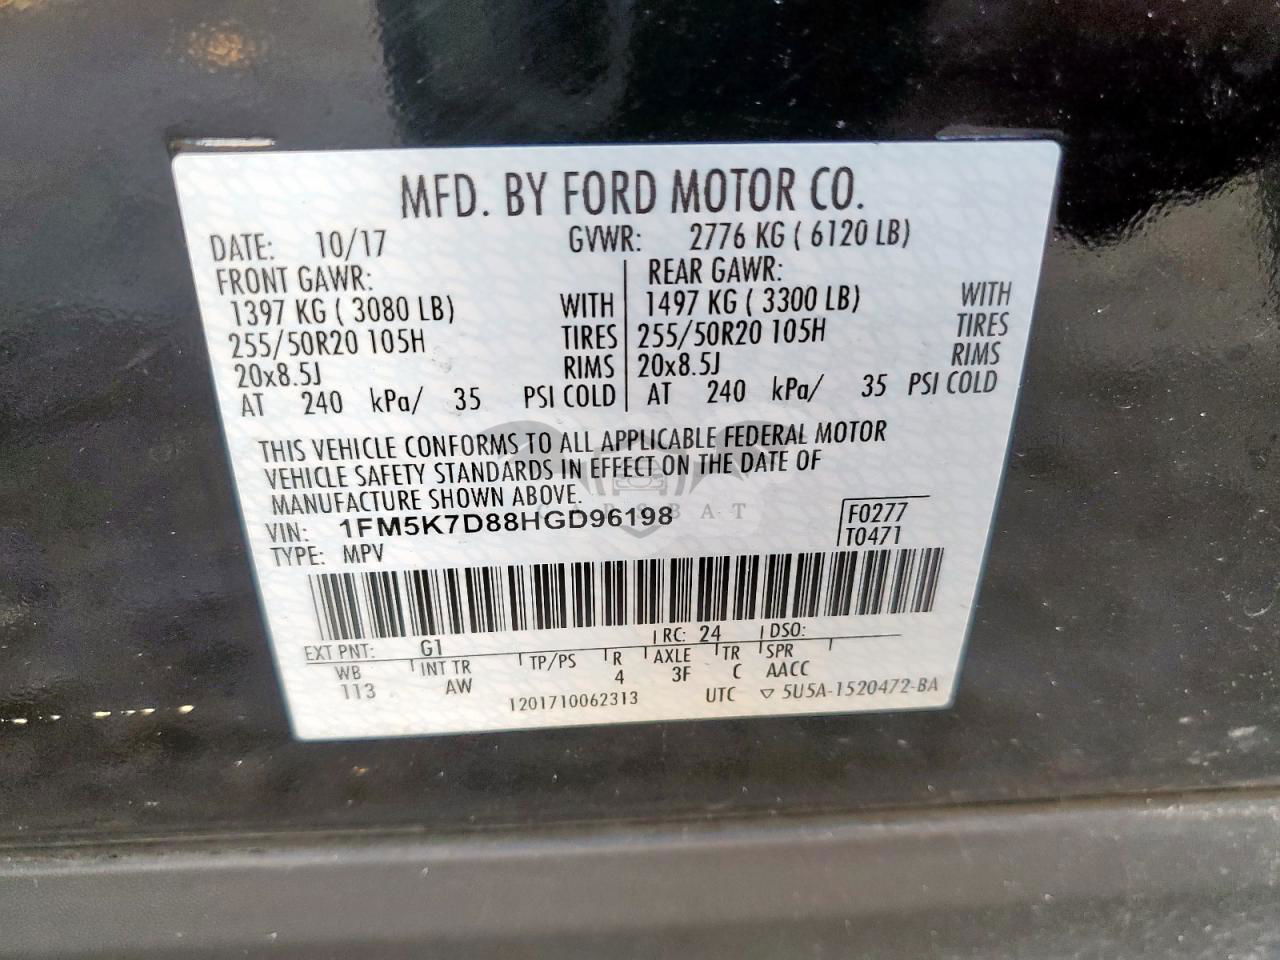 MFD. BY FORD MOTOR CO.
DATE: 10/17 GVWR: 2776 KG ( 6120 LB)
FRONT GAWR: REAR GAWR:
1397 KG ( 3080 LB) WITH 1497 KG ( 3300 LB) WITH
255/50R20 105H TIRES 255/50R20 105H TIRES
20x8.5J RIMS 20x8.5J RIMS
AT 240 kPa/ 35 PSI COLD AT 240 kPa/ 35 PSI COLD
THIS VEHICLE CONFORMS TO ALL APPLICABLE FEDERAL MOTOR
VEHICLE SAFETY STANDARDS IN EFFECT ON THE DATE OF
MANUFACTURE SHOWN ABOVE.
CARSBAT
VIN: 1FM5K7D88HGD96198 F0277
TYPE: MPV T0471
EXT PNT: G1 RC: 24 DSO:
WB INT TR TP/PS R AXLE TR SPR
113 AW 4 3F C AACC
1201710062313 UTC ▽ 5U5A-1520472-BA